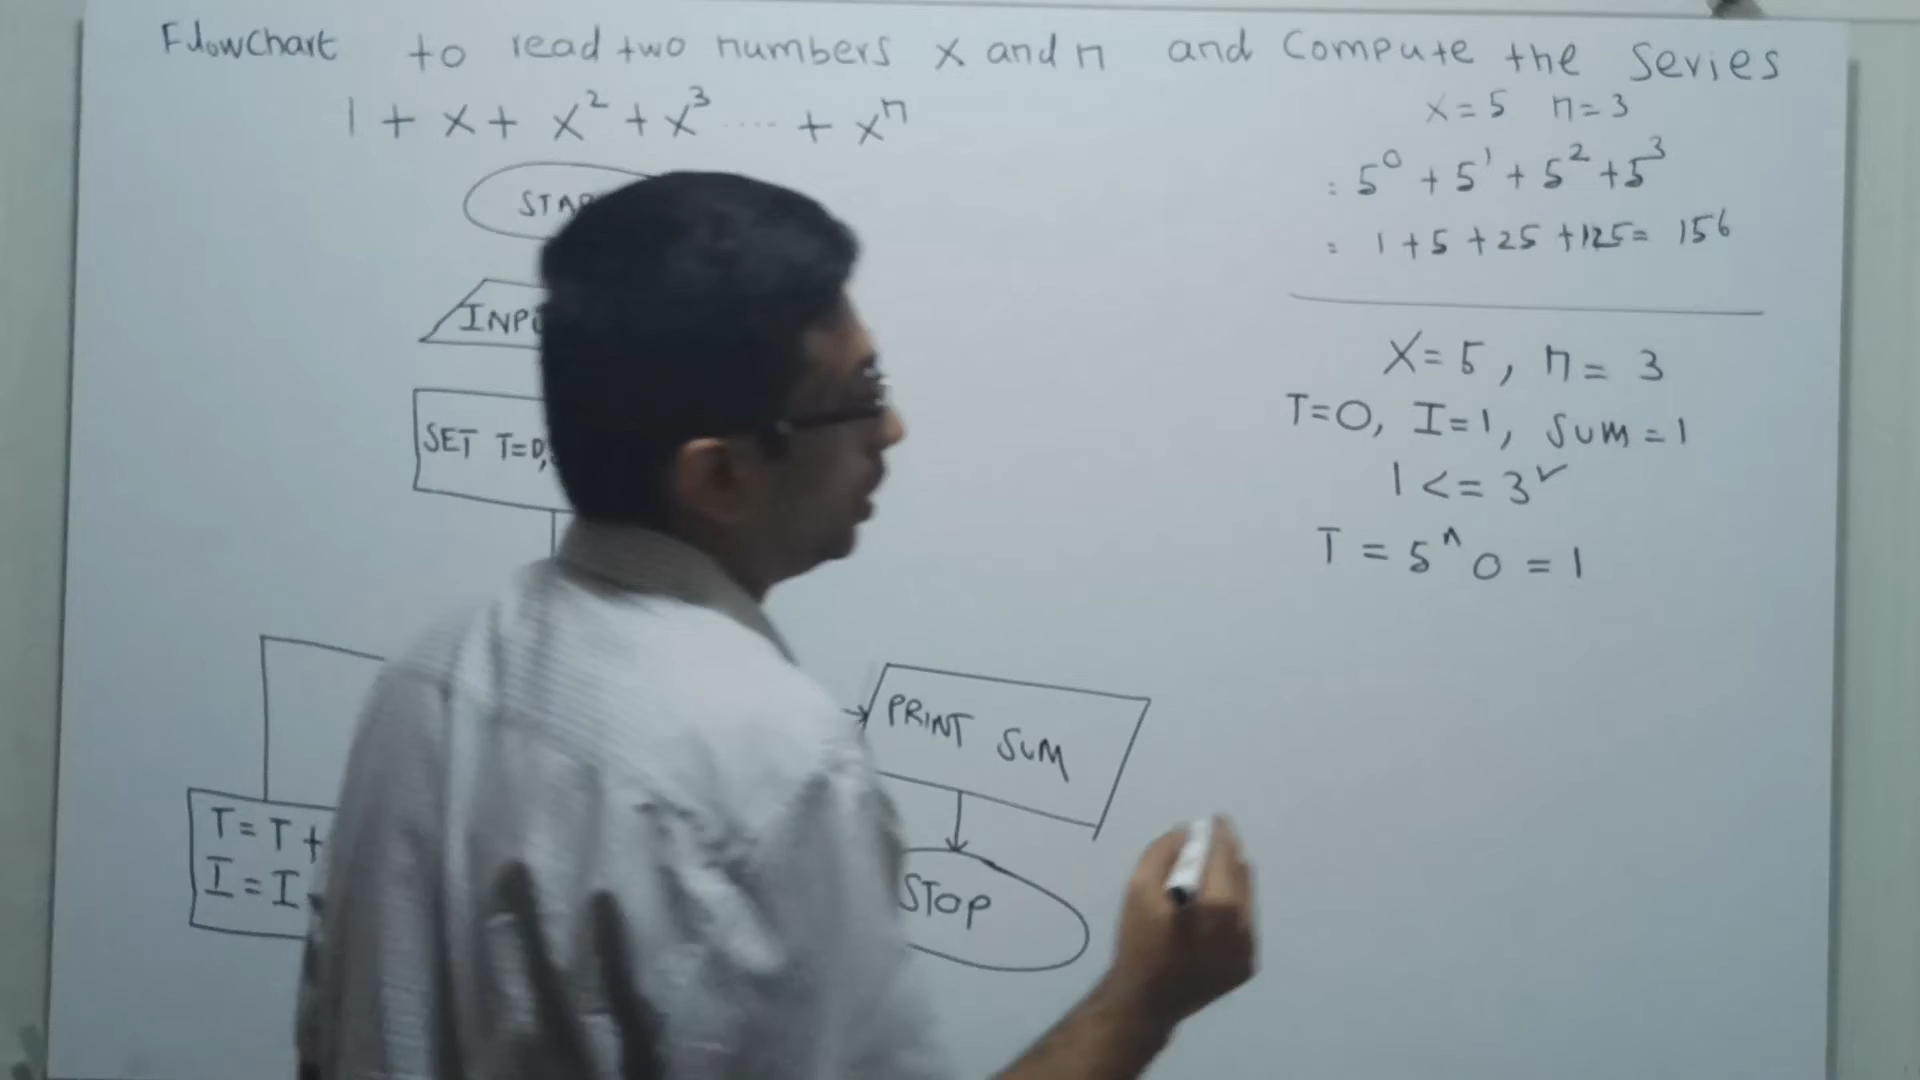 Flowchart to read two numbers x and n and Compute the Series
1 + x + x² + x³ ..... + xⁿ
x = 5 n = 3
: 5⁰ + 5¹ + 5² + 5³
= 1 + 5 + 25 + 125 = 156
SET T=0,
X = 5, n = 3
T=0, I=1, SUM = 1
1 <= 3 ✓
T = 5 ^ 0 = 1
PRINT SUM
T = T +
I = I
STOP